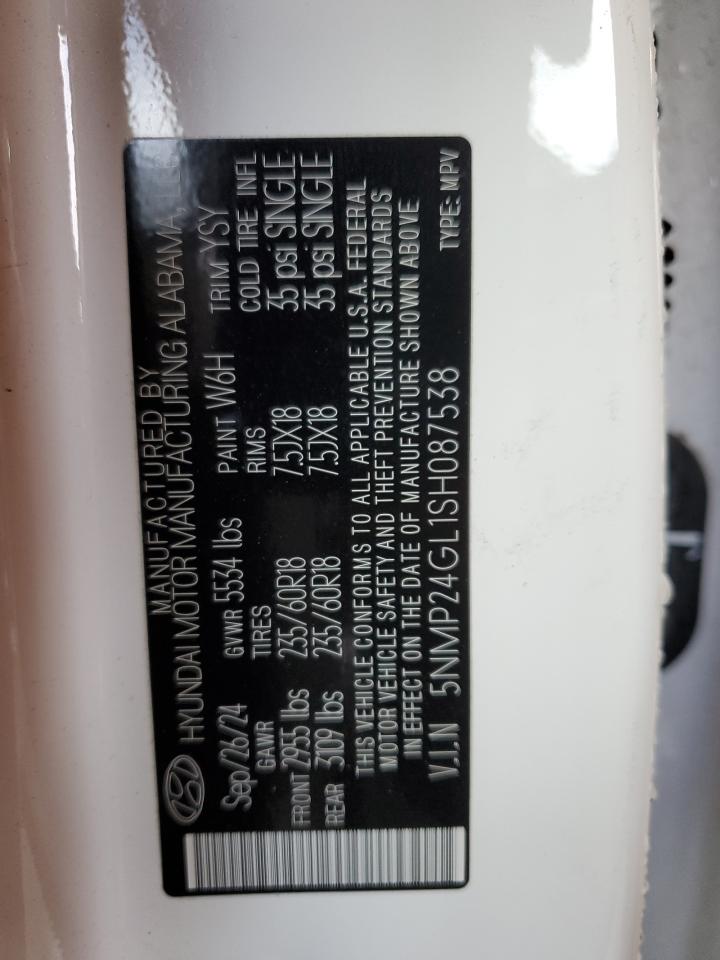 MANUFACTURED BY
HYUNDAI MOTOR MANUFACTURING ALABAMA, LLC
Sep/26/24 GVWR 5534 lbs PAINT W6H TRIM YSY
GAWR TIRES RIMS COLD TIRE INFL
FRONT 2955 lbs 235/60R18 7.5JX18 35 psi SINGLE
REAR 3109 lbs 235/60R18 7.5JX18 35 psi SINGLE
THIS VEHICLE CONFORMS TO ALL APPLICABLE U.S.A. FEDERAL
MOTOR VEHICLE SAFETY AND THEFT PREVENTION STANDARDS
IN EFFECT ON THE DATE OF MANUFACTURE SHOWN ABOVE
V.I.N 5NMP24GL1SH087538 TYPE: MPV